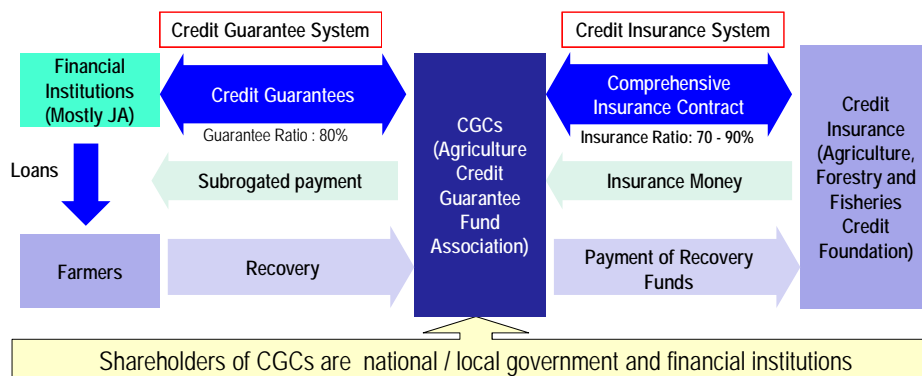 Credit Guarantee System
Credit Insurance System
Financial
Institutions
(Mostly JA)
Credit Guarantees
Guarantee Ratio : 80%
Comprehensive
Insurance Contract
Insurance Ratio: 70 - 90%
CGCs
(Agriculture
Credit
Guarantee
Fund
Association)
Credit
Insurance
(Agriculture,
Forestry and
Fisheries
Credit
Foundation)
Loans
Subrogated payment
Insurance Money
Farmers
Recovery
Payment of Recovery
Funds
Shareholders of CGCs are national / local government and financial institutions